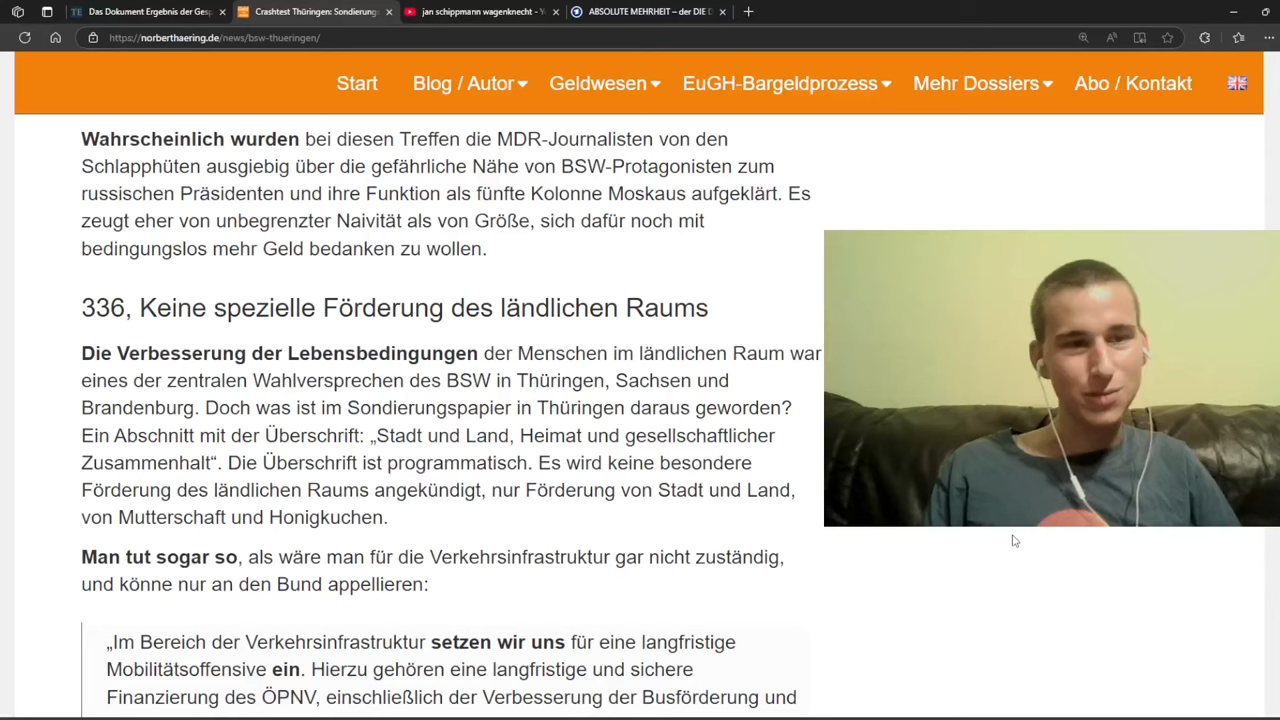 Das Dokument Ergebnis der Gesp
Crashtest Thüringen: Sondierung
jan schippmann wagenknecht - Y
ABSOLUTE MEHRHEIT – der DIE D
https://norberthaering.de/news/bsw-thueringen/
Start Blog / Autor Geldwesen EuGH-Bargeldprozess Mehr Dossiers Abo / Kontakt
Wahrscheinlich wurden bei diesen Treffen die MDR-Journalisten von den
Schlapphüten ausgiebig über die gefährliche Nähe von BSW-Protagonisten zum
russischen Präsidenten und ihre Funktion als fünfte Kolonne Moskaus aufgeklärt. Es
zeugt eher von unbegrenzter Naivität als von Größe, sich dafür noch mit
bedingungslos mehr Geld bedanken zu wollen.
336, Keine spezielle Förderung des ländlichen Raums
Die Verbesserung der Lebensbedingungen der Menschen im ländlichen Raum war
eines der zentralen Wahlversprechen des BSW in Thüringen, Sachsen und
Brandenburg. Doch was ist im Sondierungspapier in Thüringen daraus geworden?
Ein Abschnitt mit der Überschrift: „Stadt und Land, Heimat und gesellschaftlicher
Zusammenhalt“. Die Überschrift ist programmatisch. Es wird keine besondere
Förderung des ländlichen Raums angekündigt, nur Förderung von Stadt und Land,
von Mutterschaft und Honigkuchen.
Man tut sogar so, als wäre man für die Verkehrsinfrastruktur gar nicht zuständig,
und könne nur an den Bund appellieren:
„Im Bereich der Verkehrsinfrastruktur setzen wir uns für eine langfristige
Mobilitätsoffensive ein. Hierzu gehören eine langfristige und sichere
Finanzierung des ÖPNV, einschließlich der Verbesserung der Busförderung und